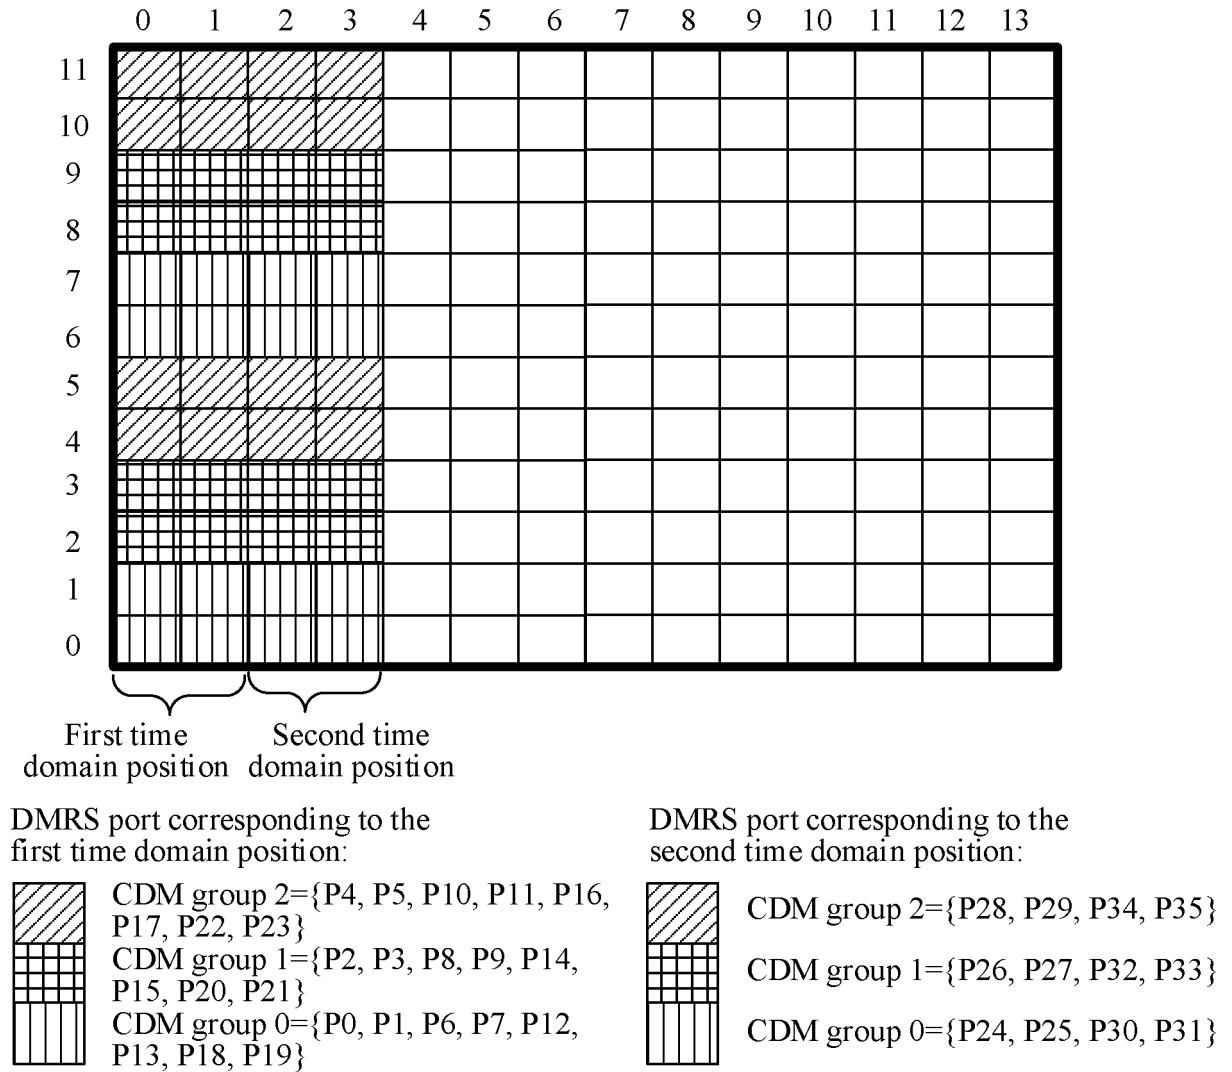 0 1 2 3 4 5 6 7 8 9 10 11 12 13
11
10
9
8
7
6
5
4
3
2
1
0
First time
domain position
Second time
domain position
DMRS port corresponding to the
first time domain position:
CDM group 2={P4, P5, P10, P11, P16,
P17, P22, P23}
CDM group 1={P2, P3, P8, P9, P14,
P15, P20, P21}
CDM group 0={P0, P1, P6, P7, P12,
P13, P18, P19}
DMRS port corresponding to the
second time domain position:
CDM group 2={P28, P29, P34, P35}
CDM group 1={P26, P27, P32, P33}
CDM group 0={P24, P25, P30, P31}